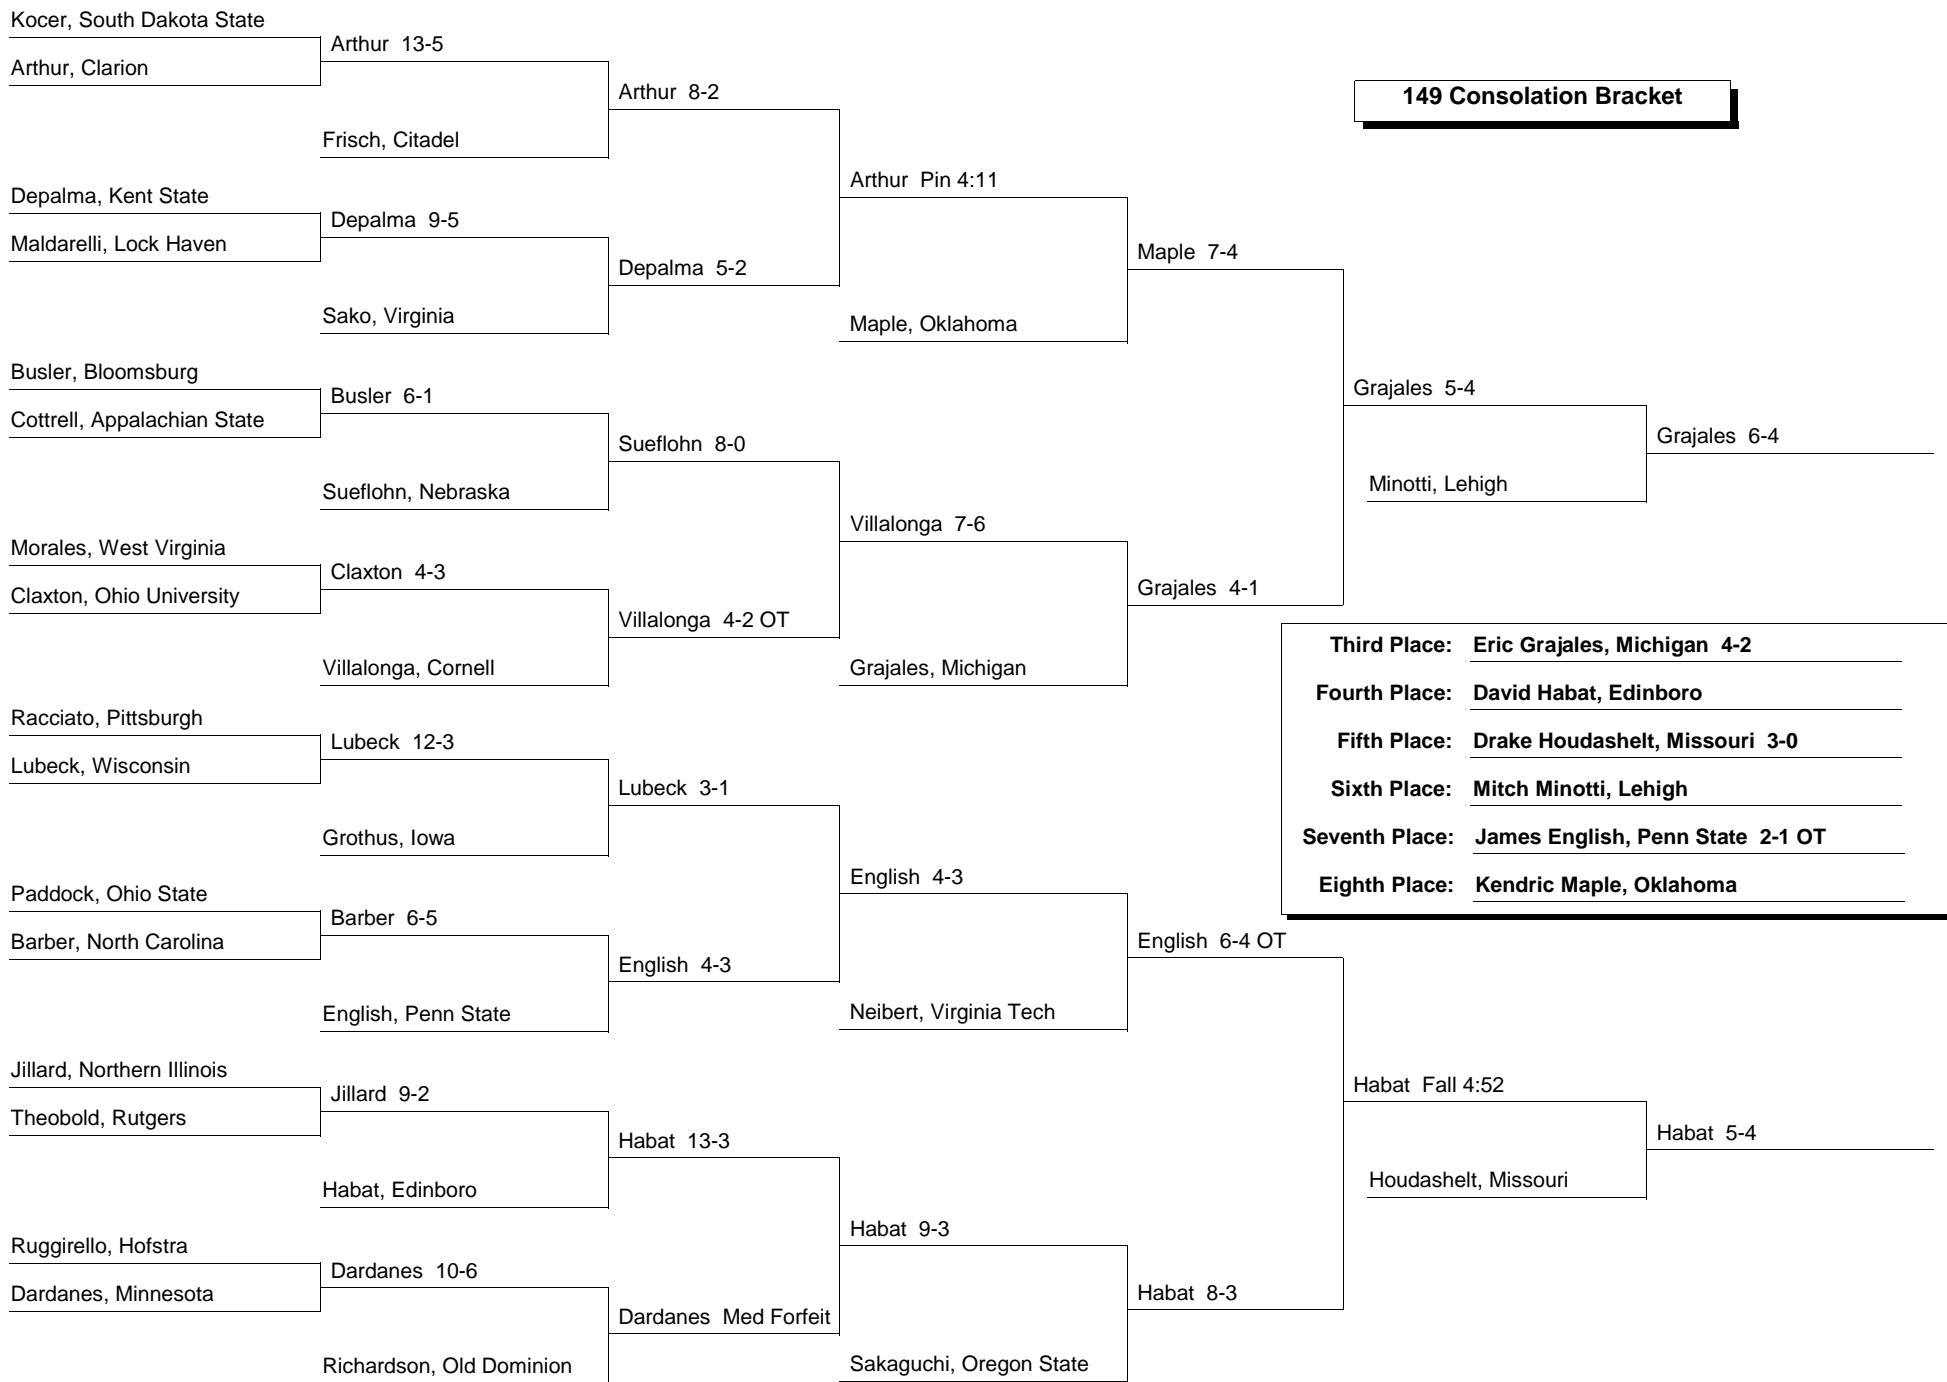 Kocer, South Dakota State
Arthur, Clarion
Depalma, Kent State
Maldarelli, Lock Haven
Busler, Bloomsburg
Cottrell, Appalachian State
Morales, West Virginia
Claxton, Ohio University
Racciato, Pittsburgh
Lubeck, Wisconsin
Paddock, Ohio State
Barber, North Carolina
Jillard, Northern Illinois
Theobold, Rutgers
Ruggirello, Hofstra
Dardanes, Minnesota
Arthur 13-5
Frisch, Citadel
Depalma 9-5
Sako, Virginia
Busler 6-1
Sueflohn, Nebraska
Claxton 4-3
Villalonga, Cornell
Lubeck 12-3
Grothus, Iowa
Barber 6-5
English, Penn State
Jillard 9-2
Habat, Edinboro
Dardanes 10-6
Richardson, Old Dominion
Arthur 8-2
Depalma 5-2
Sueflohn 8-0
Villalonga 4-2 OT
Lubeck 3-1
English 4-3
Habat 13-3
Dardanes Med Forfeit
Arthur Pin 4:11
Maple, Oklahoma
Villalonga 7-6
Grajales, Michigan
English 4-3
Neibert, Virginia Tech
Habat 9-3
Sakaguchi, Oregon State
Maple 7-4
Grajales 4-1
English 6-4 OT
Habat 8-3
149 Consolation Bracket
Grajales 5-4
Minotti, Lehigh
Grajales 6-4
Third Place: Eric Grajales, Michigan 4-2
Fourth Place: David Habat, Edinboro
Fifth Place: Drake Houdashelt, Missouri 3-0
Sixth Place: Mitch Minotti, Lehigh
Seventh Place: James English, Penn State 2-1 OT
Eighth Place: Kendric Maple, Oklahoma
Habat Fall 4:52
Houdashelt, Missouri
Habat 5-4